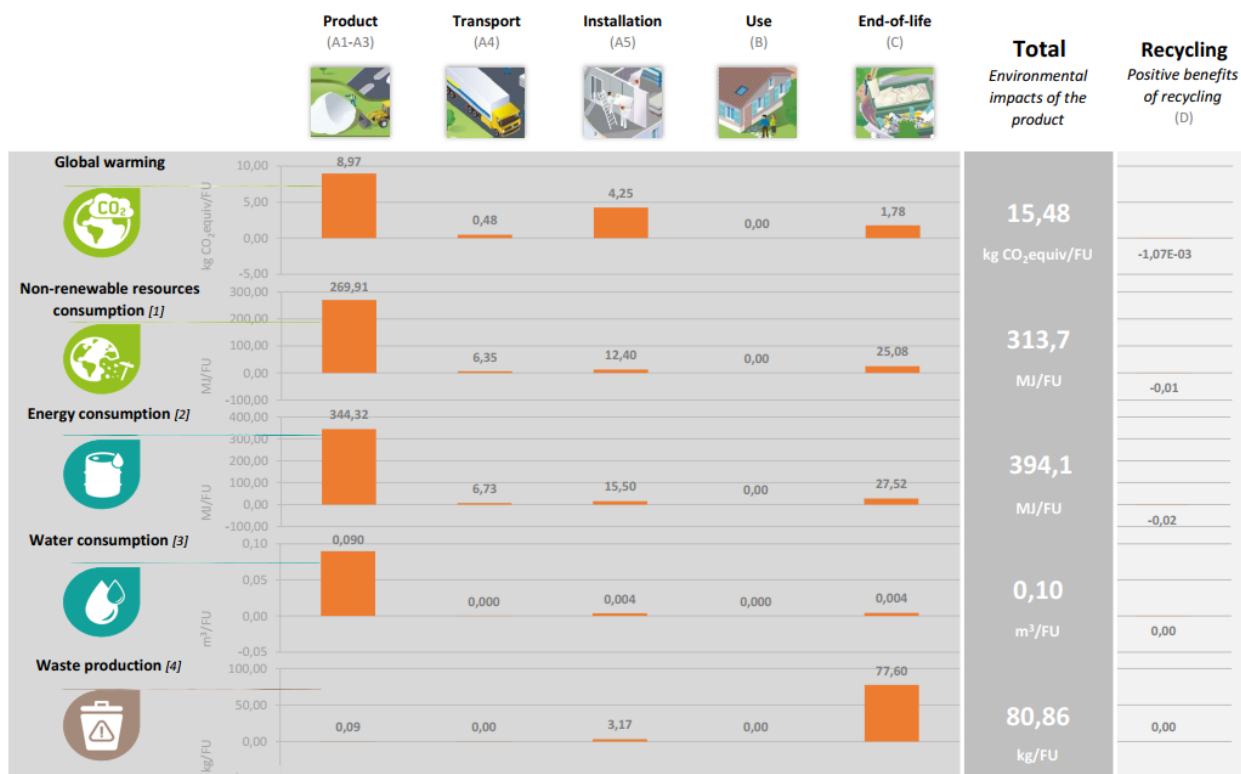 Product
(A1-A3)
Transport
(A4)
Installation
(A5)
Use
(B)
End-of-life
(C)
Total
Environmental
impacts of the
product
Recycling
Positive benefits
of recycling
(D)
Global warming
CO2
kg CO2equiv/FU
10,00
5,00
0,00
-5,00
8,97
0,48
4,25
0,00
1,78
15,48
kg CO2equiv/FU
-1,07E-03
Non-renewable resources
consumption [1]
MJ/FU
300,00
200,00
100,00
0,00
-100,00
269,91
6,35
12,40
0,00
25,08
313,7
MJ/FU
-0,01
Energy consumption [2]
MJ/FU
400,00
300,00
200,00
100,00
0,00
-100,00
344,32
6,73
15,50
0,00
27,52
394,1
MJ/FU
-0,02
Water consumption [3]
m³/FU
0,10
0,05
0,00
-0,05
0,090
0,000
0,004
0,000
0,004
0,10
m³/FU
0,00
Waste production [4]
kg/FU
100,00
50,00
0,00
0,09
0,00
3,17
0,00
77,60
80,86
kg/FU
0,00